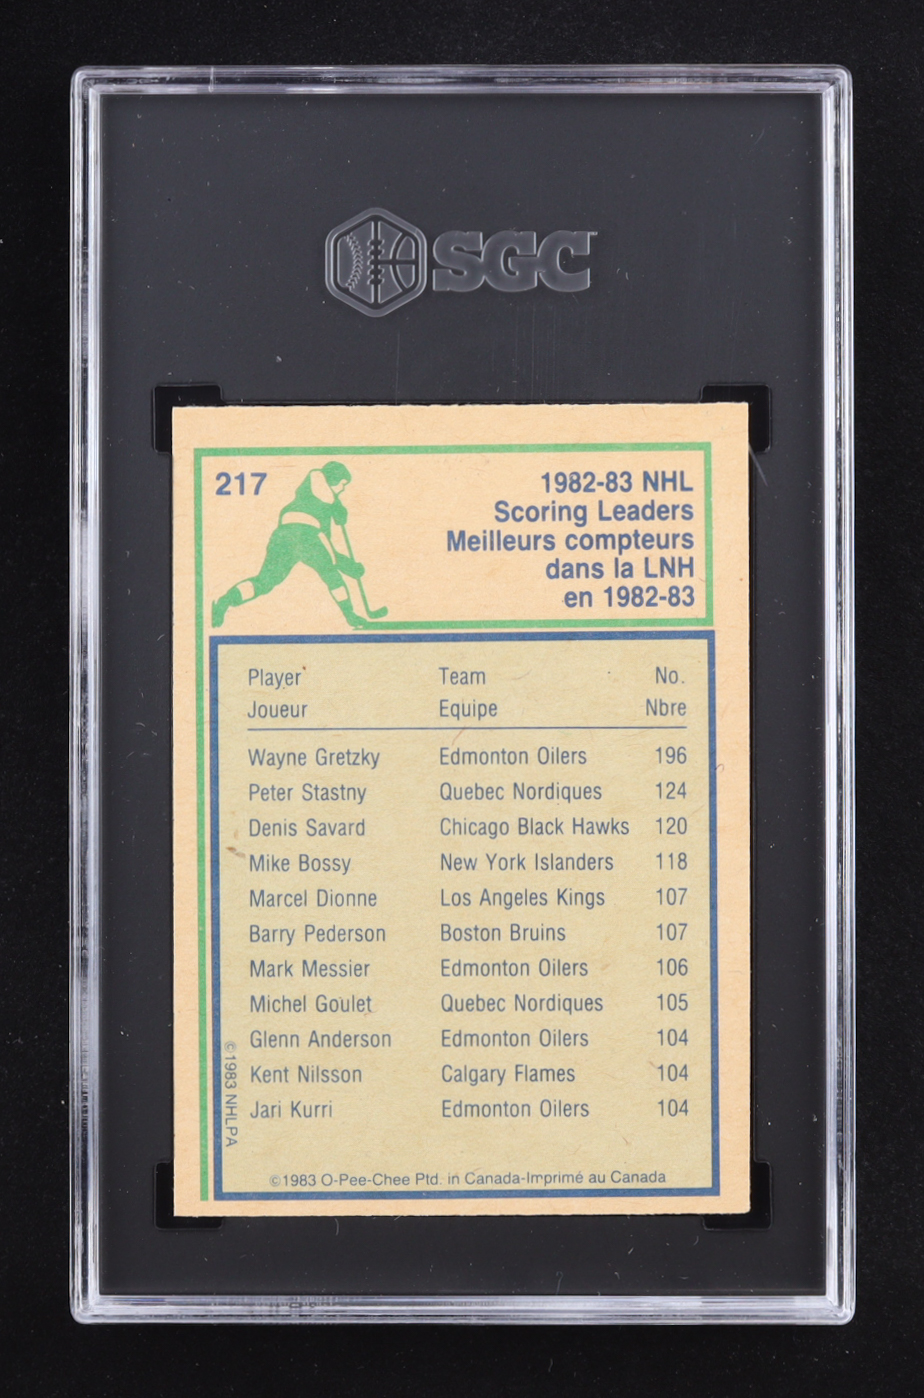 SGC
217
1982-83 NHL
Scoring Leaders
Meilleurs compteurs
dans la LNH
en 1982-83
Player Team No.
Joueur Equipe Nbre
Wayne Gretzky Edmonton Oilers 196
Peter Stastny Quebec Nordiques 124
Denis Savard Chicago Black Hawks 120
Mike Bossy New York Islanders 118
Marcel Dionne Los Angeles Kings 107
Barry Pederson Boston Bruins 107
Mark Messier Edmonton Oilers 106
Michel Goulet Quebec Nordiques 105
Glenn Anderson Edmonton Oilers 104
Kent Nilsson Calgary Flames 104
Jari Kurri Edmonton Oilers 104
©1983 NHLPA
©1983 O-Pee-Chee Ptd. in Canada-Imprimé au Canada